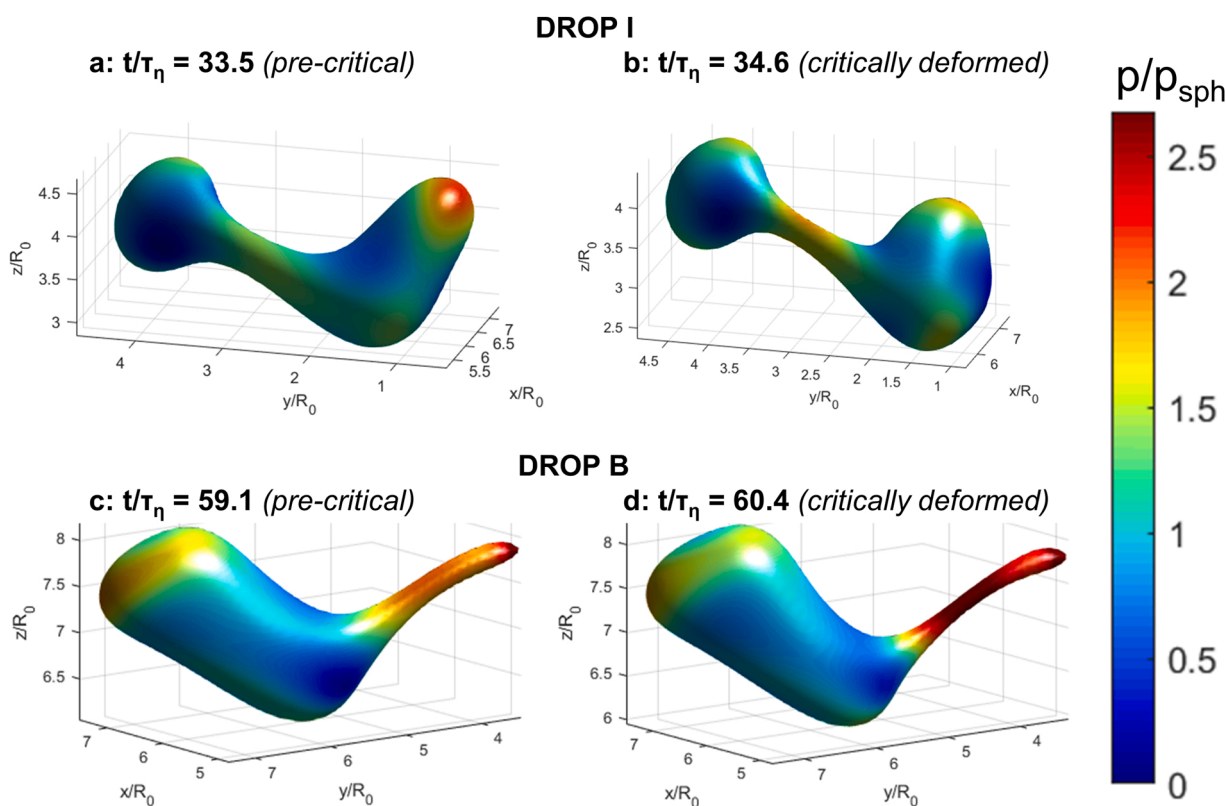 DROP I
a: t/τη = 33.5 (pre-critical)
b: t/τη = 34.6 (critically deformed)
p/psph
4.5
4
3.5
3
z/R0
4
3
2
1
y/R0
7
6.5
6
5.5
x/R0
4
3.5
3
2.5
z/R0
4.5
4
3.5
3
2.5
2
1.5
1
y/R0
7
6
x/R0
2.5
2
1.5
1
0.5
0
DROP B
c: t/τη = 59.1 (pre-critical)
d: t/τη = 60.4 (critically deformed)
8
7.5
7
6.5
z/R0
7
6
5
x/R0
7
6
5
4
y/R0
8
7.5
7
6.5
6
z/R0
7
6
5
x/R0
7
6
5
4
y/R0